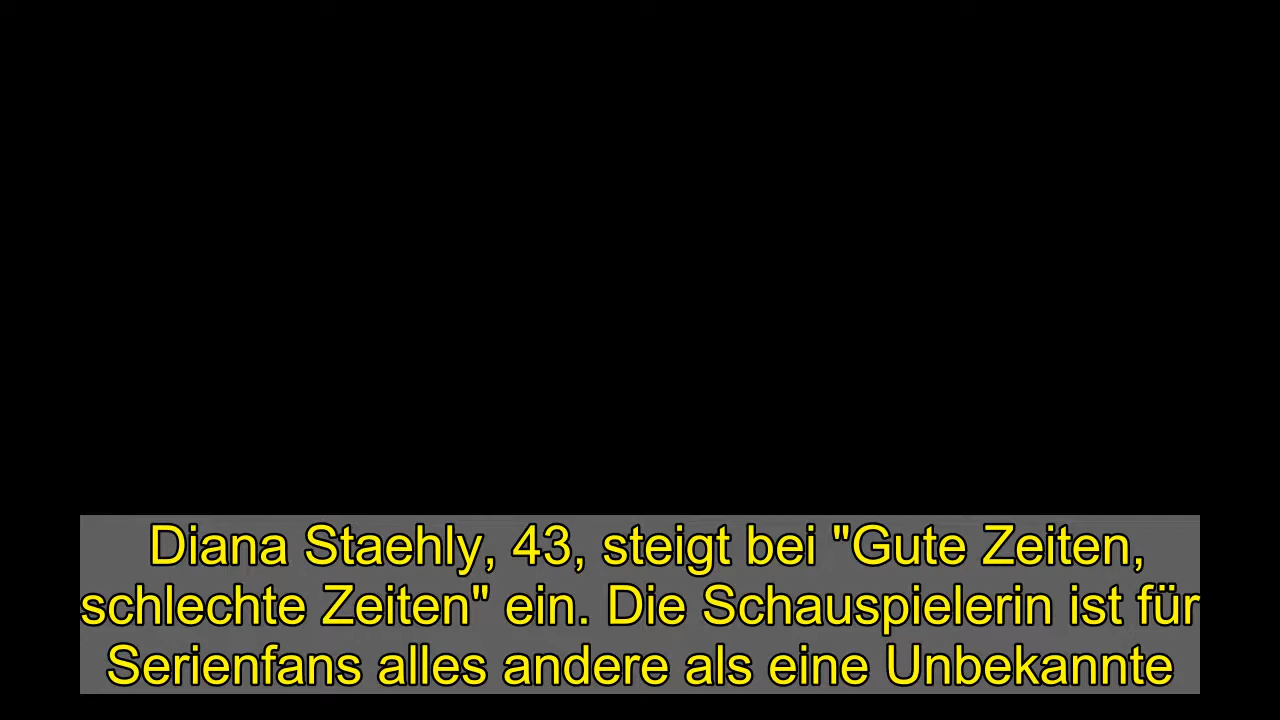 Diana Staehly, 43, steigt bei "Gute Zeiten,
schlechte Zeiten" ein. Die Schauspielerin ist für
Serienfans alles andere als eine Unbekannte